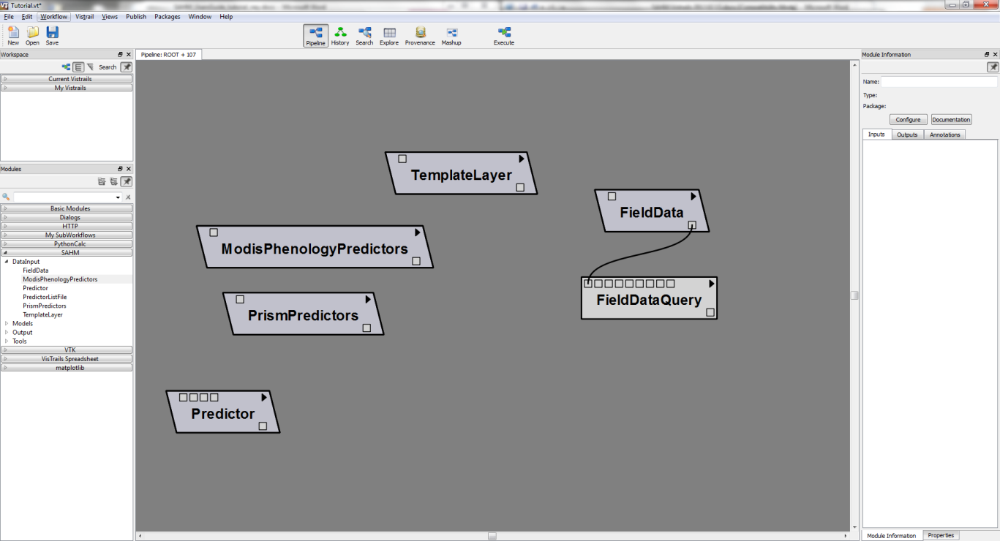 Tutorial.vt*
File Edit Workflow Vistrail Views Publish Packages Window Help
New Open Save Pipeline History Search Explore Provenance Mashup Execute
Workspace
Search
Current Vistrails
My Vistrails
Modules
Basic Modules
Dialogs
HTTP
My SubWorkflows
PythonCalc
SAHM
DataInput
FieldData
ModisPhenologyPredictors
Predictor
PredictorListFile
PrismPredictors
TemplateLayer
Models
Output
Tools
VTK
VisTrails Spreadsheet
matplotlib
Pipeline: ROOT + 107
TemplateLayer
FieldData
ModisPhenologyPredictors
FieldDataQuery
PrismPredictors
Predictor
Module Information
Name:
Type:
Package:
Configure Documentation
Inputs Outputs Annotations
Module Information Properties